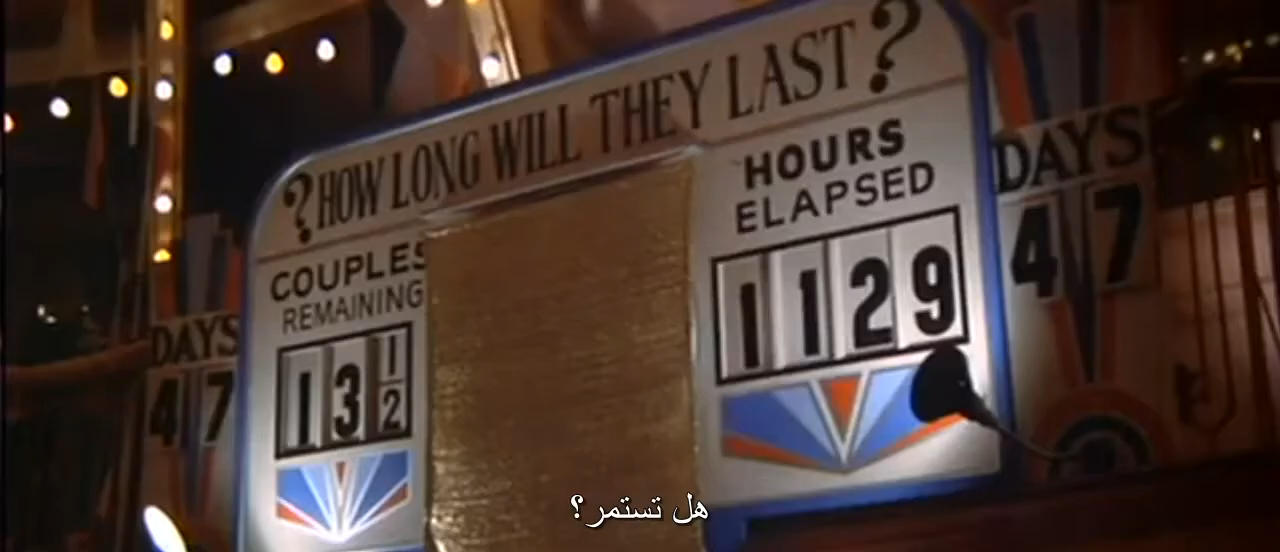 ? HOW LONG WILL THEY LAST ?
COUPLES
REMAINING
13 1/2
HOURS
ELAPSED
1129
DAYS
47
DAYS
47
هل تستمر؟